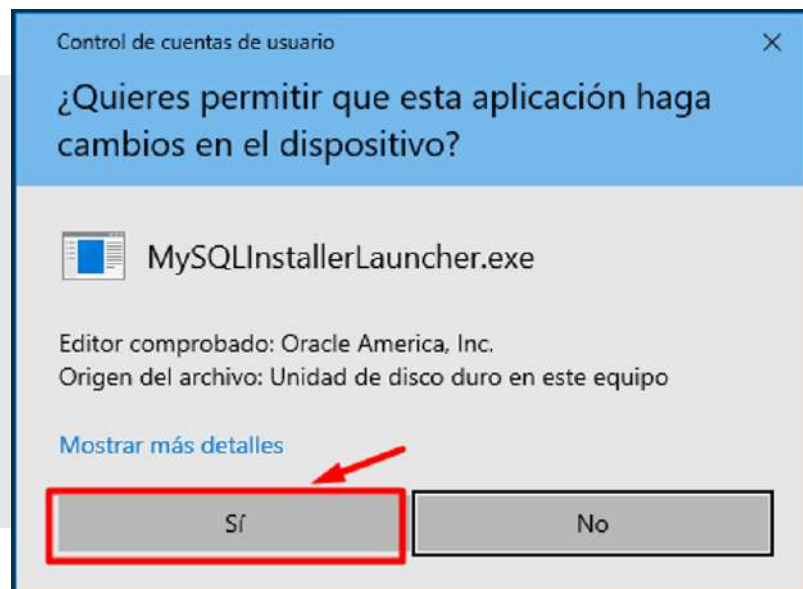 Control de cuentas de usuario
¿Quieres permitir que esta aplicación haga
cambios en el dispositivo?
MySQLInstallerLauncher.exe
Editor comprobado: Oracle America, Inc.
Origen del archivo: Unidad de disco duro en este equipo
Mostrar más detalles
Sí
No